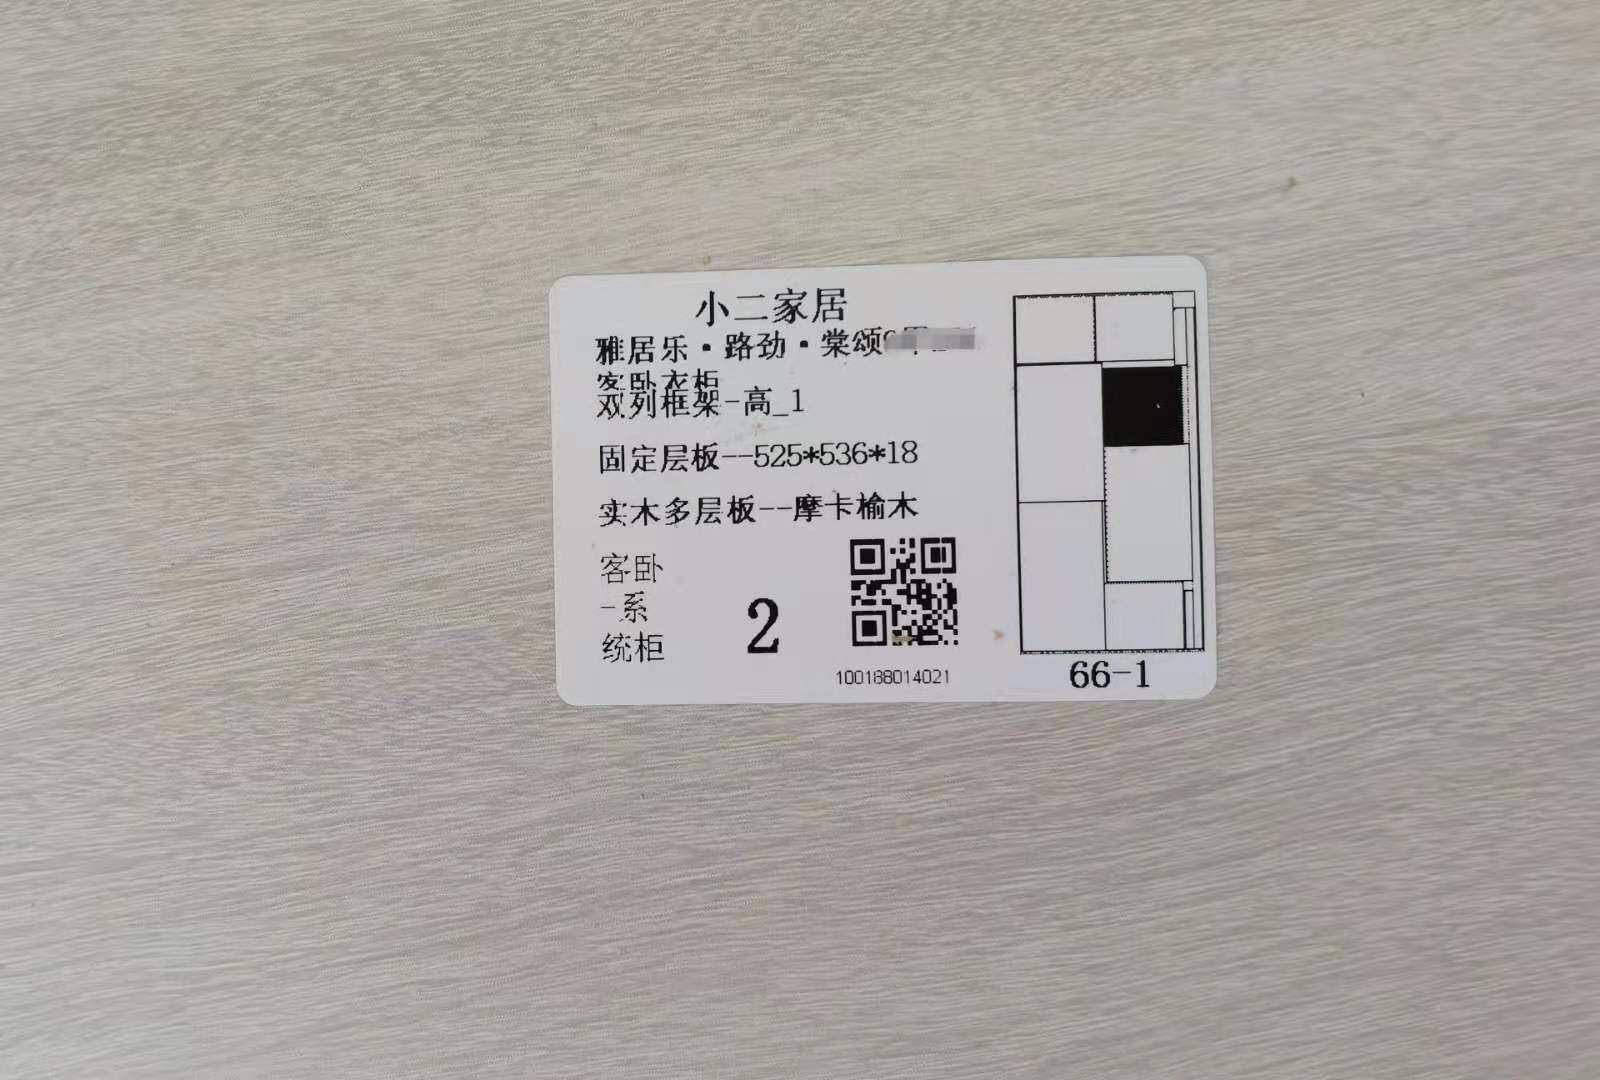 小二家居
雅居乐·路劲·棠颂
客卧衣柜
双列框架-高_1
固定层板--525*536*18
实木多层板--摩卡榆木
客卧
-系
统柜
2
100188014021
66-1